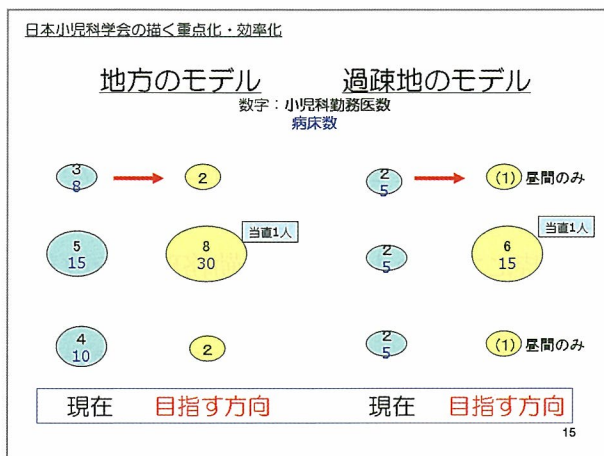 日本小児科学会の描く重点化・効率化
地方のモデル
過疎地のモデル
数字：小児科勤務医数
病床数
3
8
2
2
5
(1) 昼間のみ
5
15
8
30
当直1人
2
5
6
15
当直1人
4
10
2
2
5
(1) 昼間のみ
現在 目指す方向 現在 目指す方向
15